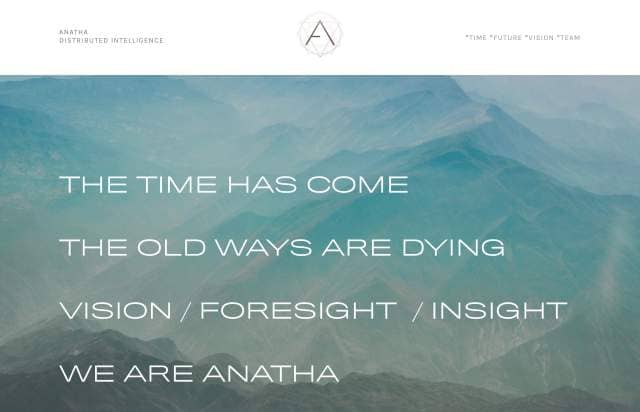 ANATHA
DISTRIBUTED INTELLIGENCE
*TIME *FUTURE *VISION *TEAM
THE TIME HAS COME
THE OLD WAYS ARE DYING
VISION / FORESIGHT / INSIGHT
WE ARE ANATHA